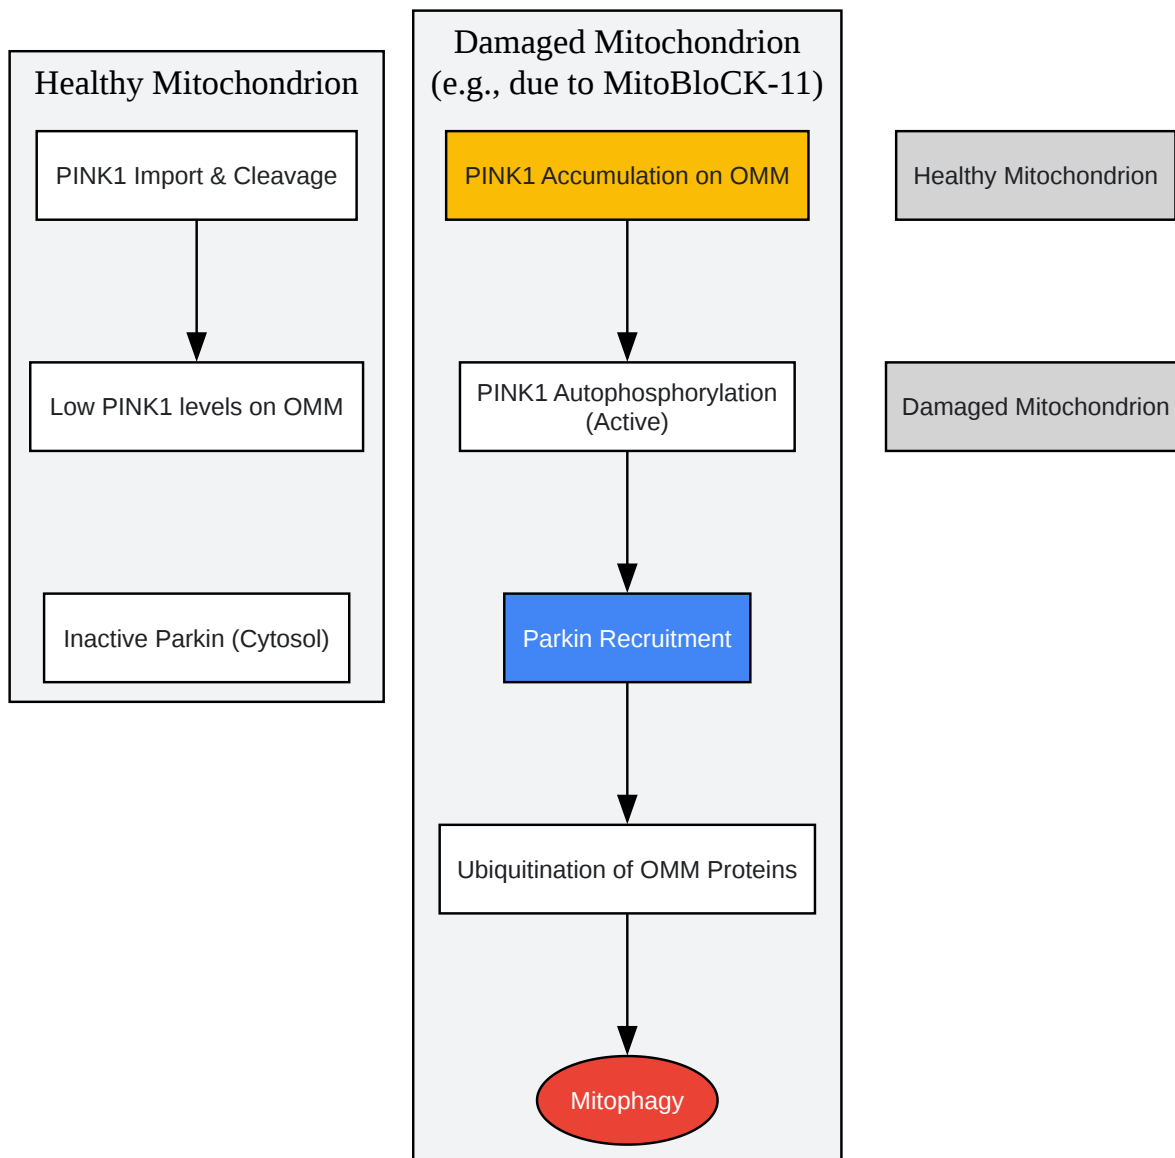 Healthy Mitochondrion
PINK1 Import & Cleavage
Low PINK1 levels on OMM
Inactive Parkin (Cytosol)
Damaged Mitochondrion
(e.g., due to MitoBloCK-11)
PINK1 Accumulation on OMM
PINK1 Autophosphorylation
(Active)
Parkin Recruitment
Ubiquitination of OMM Proteins
Mitophagy
Healthy Mitochondrion
Damaged Mitochondrion